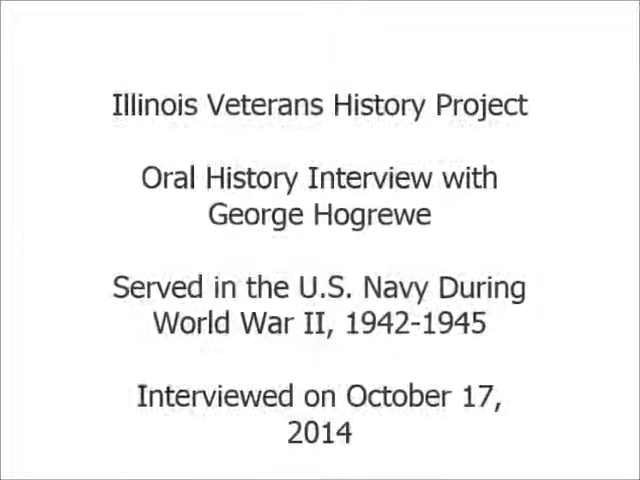 Illinois Veterans History Project
Oral History Interview with
George Hogrewe
Served in the U.S. Navy During
World War II, 1942-1945
Interviewed on October 17,
2014